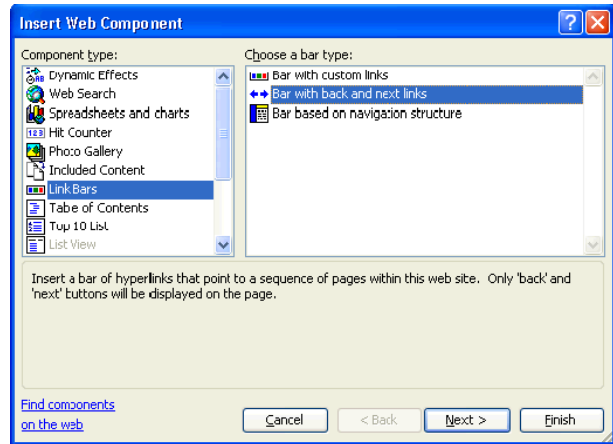 Insert Web Component
Component type:
Choose a bar type:
Dynamic Effects
Web Search
Spreadsheets and charts
Hit Counter
Photo Gallery
Included Content
Link Bars
Tabe of Contents
Top 10 List
List View
Bar with custom links
Bar with back and next links
Bar based on navigation structure
Insert a bar of hyperlinks that point to a sequence of pages within this web site. Only 'back' and
'next' buttons will be displayed on the page.
Find components
on the web
Cancel
< Back
Next >
Finish